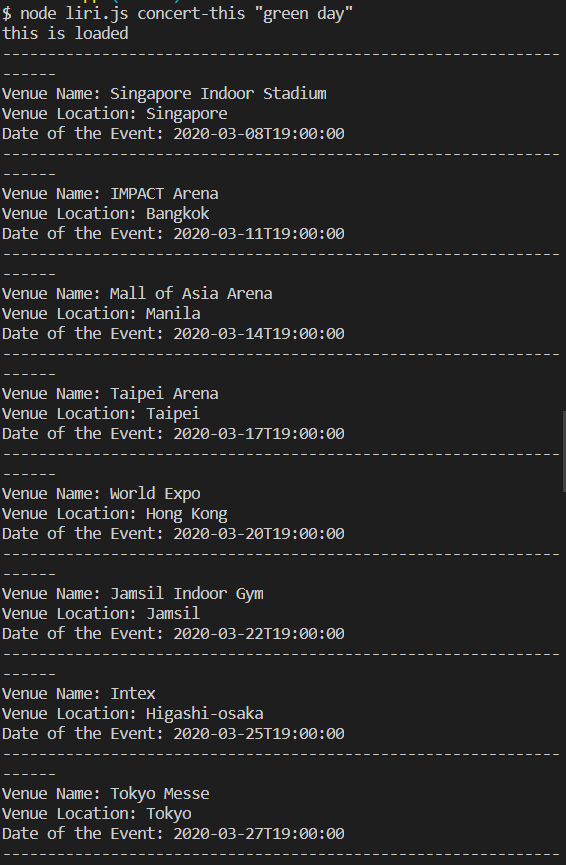 $ node liri.js concert-this "green day"
this is loaded
--------------------------------------------------------------
------
Venue Name: Singapore Indoor Stadium
Venue Location: Singapore
Date of the Event: 2020-03-08T19:00:00
--------------------------------------------------------------
------
Venue Name: IMPACT Arena
Venue Location: Bangkok
Date of the Event: 2020-03-11T19:00:00
--------------------------------------------------------------
------
Venue Name: Mall of Asia Arena
Venue Location: Manila
Date of the Event: 2020-03-14T19:00:00
--------------------------------------------------------------
------
Venue Name: Taipei Arena
Venue Location: Taipei
Date of the Event: 2020-03-17T19:00:00
--------------------------------------------------------------
------
Venue Name: World Expo
Venue Location: Hong Kong
Date of the Event: 2020-03-20T19:00:00
--------------------------------------------------------------
------
Venue Name: Jamsil Indoor Gym
Venue Location: Jamsil
Date of the Event: 2020-03-22T19:00:00
--------------------------------------------------------------
------
Venue Name: Intex
Venue Location: Higashi-osaka
Date of the Event: 2020-03-25T19:00:00
--------------------------------------------------------------
------
Venue Name: Tokyo Messe
Venue Location: Tokyo
Date of the Event: 2020-03-27T19:00:00
--------------------------------------------------------------